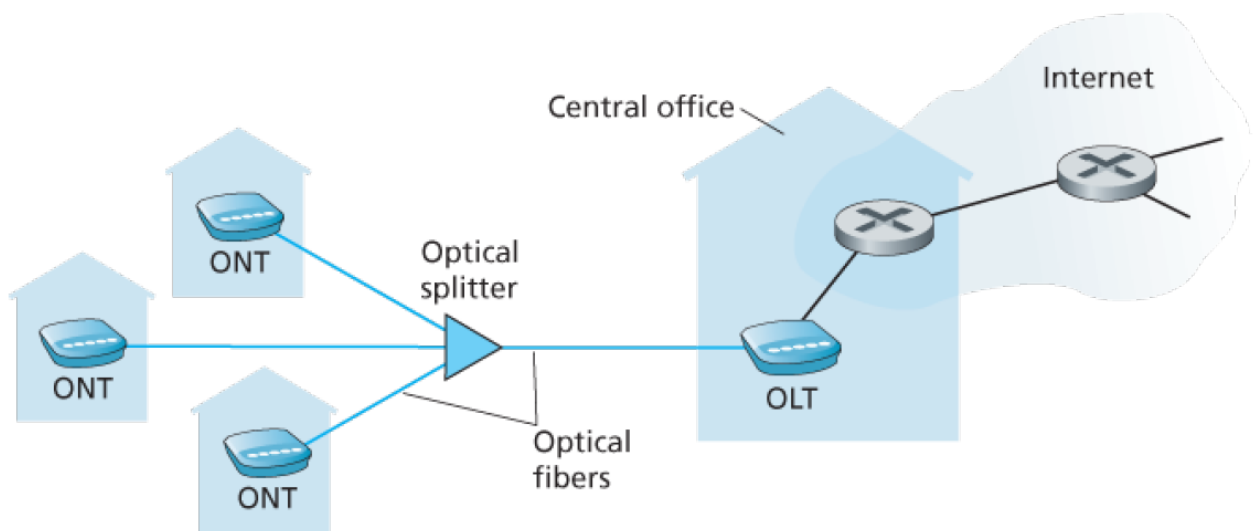 Internet
Central office
ONT
Optical
splitter
ONT
OLT
Optical
fibers
ONT